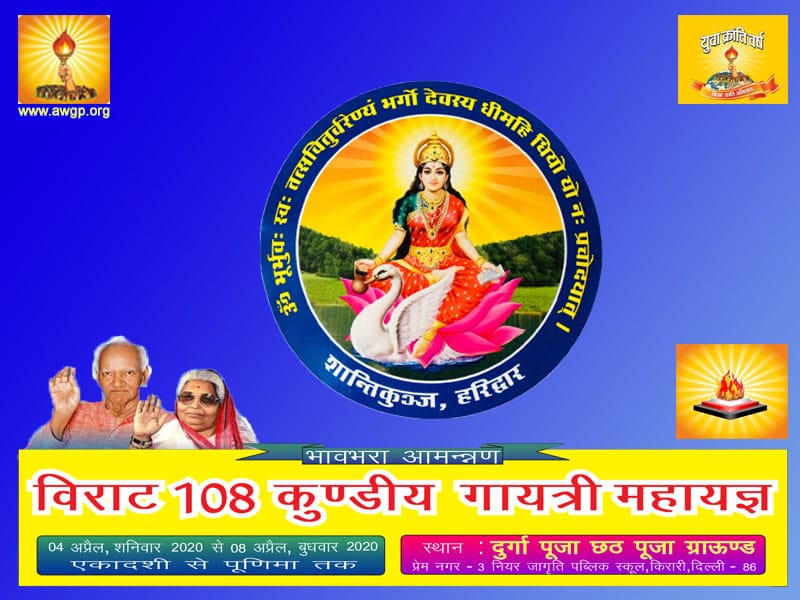 www.awgp.org
युवा क्रांति वर्ष
ॐ भूर्भुवः स्वः तत्सवितुर्वरेण्यं भर्गो देवस्य धीमहि धियो यो नः प्रचोदयात् ।
शान्तिकुञ्ज, हरिद्वार
भावभरा आमन्त्रण
विराट 108 कुण्डीय गायत्री महायज्ञ
04 अप्रैल, शनिवार 2020 से 08 अप्रैल, बुधवार 2020
एकादशी से पूणिमा तक
स्थान : दुर्गा पूजा छठ पूजा ग्राऊण्ड
प्रेम नगर - 3 नियर जागृति पब्लिक स्कूल,किरारी,दिल्ली - 86